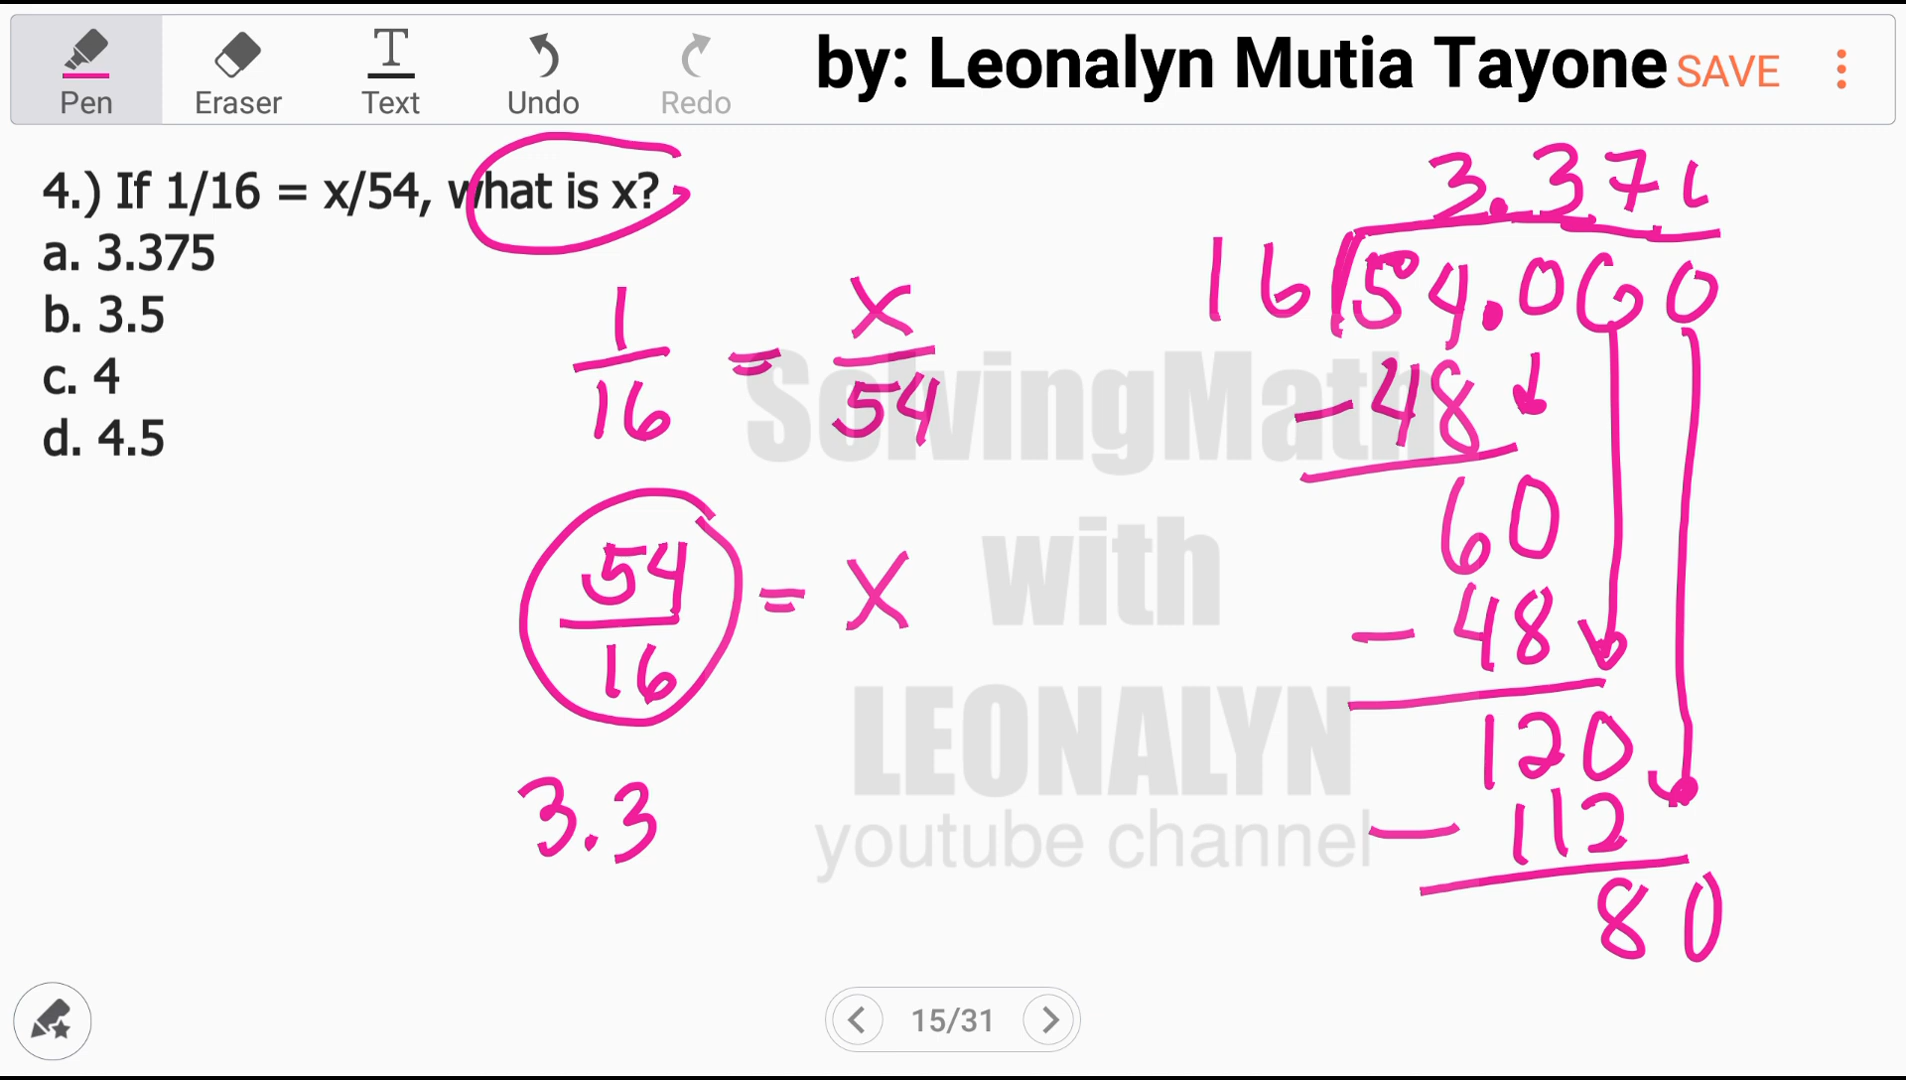 Pen
Eraser
Text
Undo
Redo
by: Leonalyn Mutia Tayone
SAVE
4.) If 1/16 = x/54, what is x?
a. 3.375
b. 3.5
c. 4
d. 4.5
1/16 = x/54
54/16 = x
3.3
3.37
16 54.000
- 48
60
- 48
120
- 112
80
SolvingMath
with
LEONALYN
youtube channel
15/31